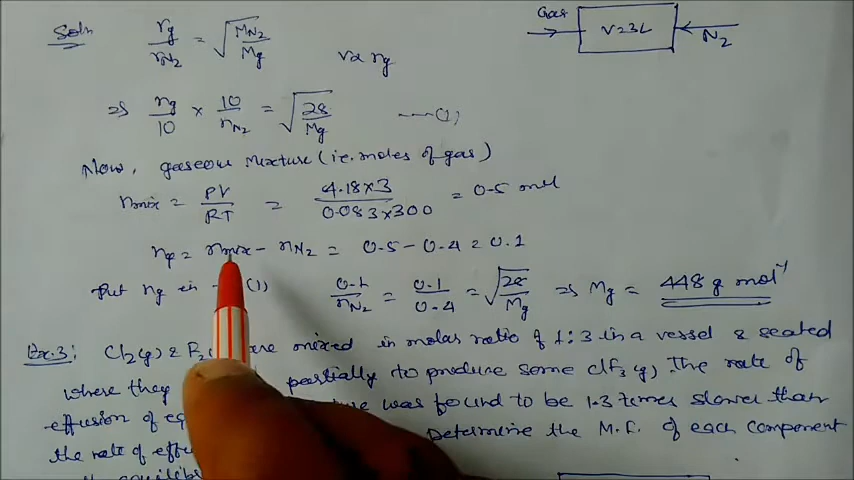 Soln rg/rN2 = √(MN2/Mg) r∝ ng
Gas V=3L N2
⇒ ng/10 × 10/nN2 = √(28/Mg) —(1)
Now, gaseous mixture (i.e. moles of gas)
nmix = PV/RT = 4.18×3/0.083×300 = 0.5 mol
ng = nmix - nN2 = 0.5 - 0.4 = 0.1
Put ng in (1) 0.1/nN2 = 0.1/0.4 = √(28/Mg) ⇒ Mg = 448 g mol⁻¹
Ex.3: Cl2(g) & F2 were mixed in molar ratio of 1:3 in a vessel & sealed
where they partially to produce some ClF3(g). The rate of
effusion of was found to be 1.3 times slower than
the rate of Determine the M.F. of each component